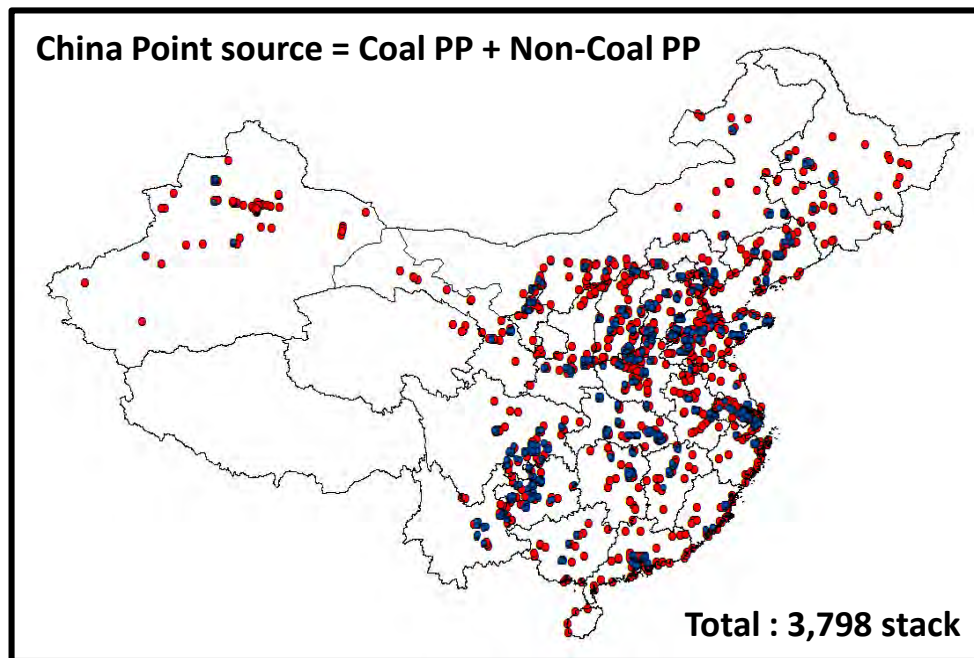 China Point source = Coal PP + Non-Coal PP
Total : 3,798 stack